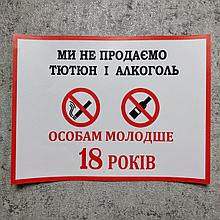 МИ НЕ ПРОДАЄМО
ТЮТЮН І АЛКОГОЛЬ
ОСОБАМ МОЛОДШЕ
18 РОКІВ